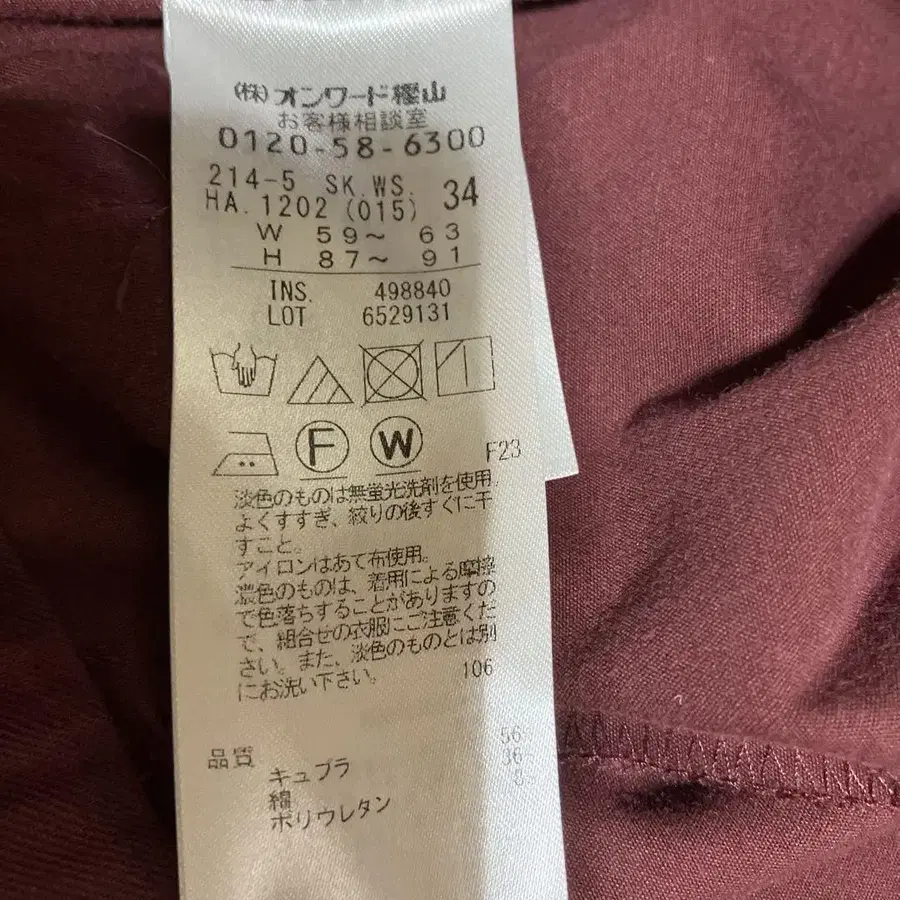 (株)オンワード樫山
お客様相談室
0120-58-6300
214-5 SK.WS. 34
HA.1202 (015)
W 59～ 63
H 87～ 91
INS. 498840
LOT 6529131
F W
F23
淡色のものは無蛍光洗剤を使用。
よくすすぎ、絞りの後すぐに干
すこと。
アイロンはあて布使用。
濃色のものは、着用による摩擦
で色落ちすることがありますの
で、組合せの衣服にご注意くだ
さい。また、淡色のものとは別
にお洗い下さい。 106
品質
キュプラ 56
綿 36
ポリウレタン 8